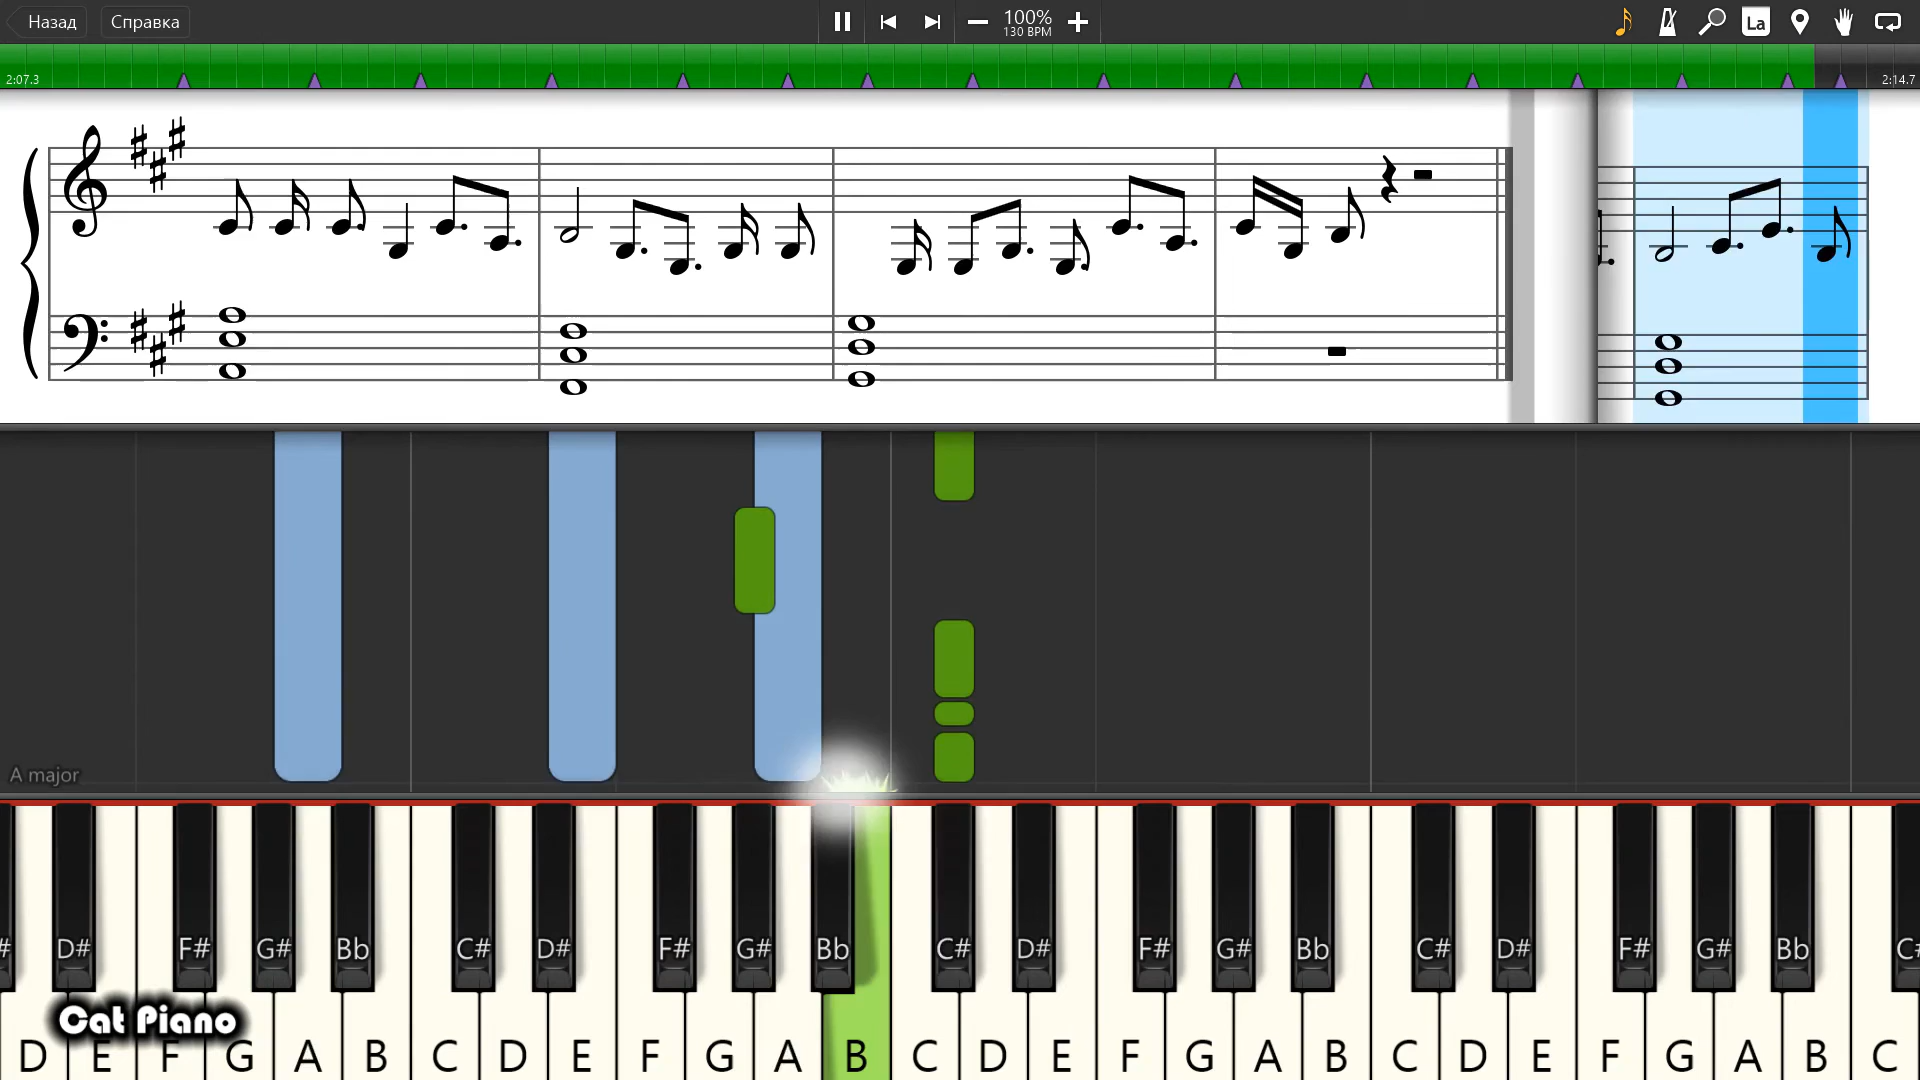 Назад Справка 100% La
130 BPM
2:07.3 2:14.7
A major
# D# F# G# Bb C# D# F# G# Bb C# D# F# G# Bb C# D# F# G# Bb C#
Cat Piano
D E F G A B C D E F G A B C D E F G A B C D E F G A B C